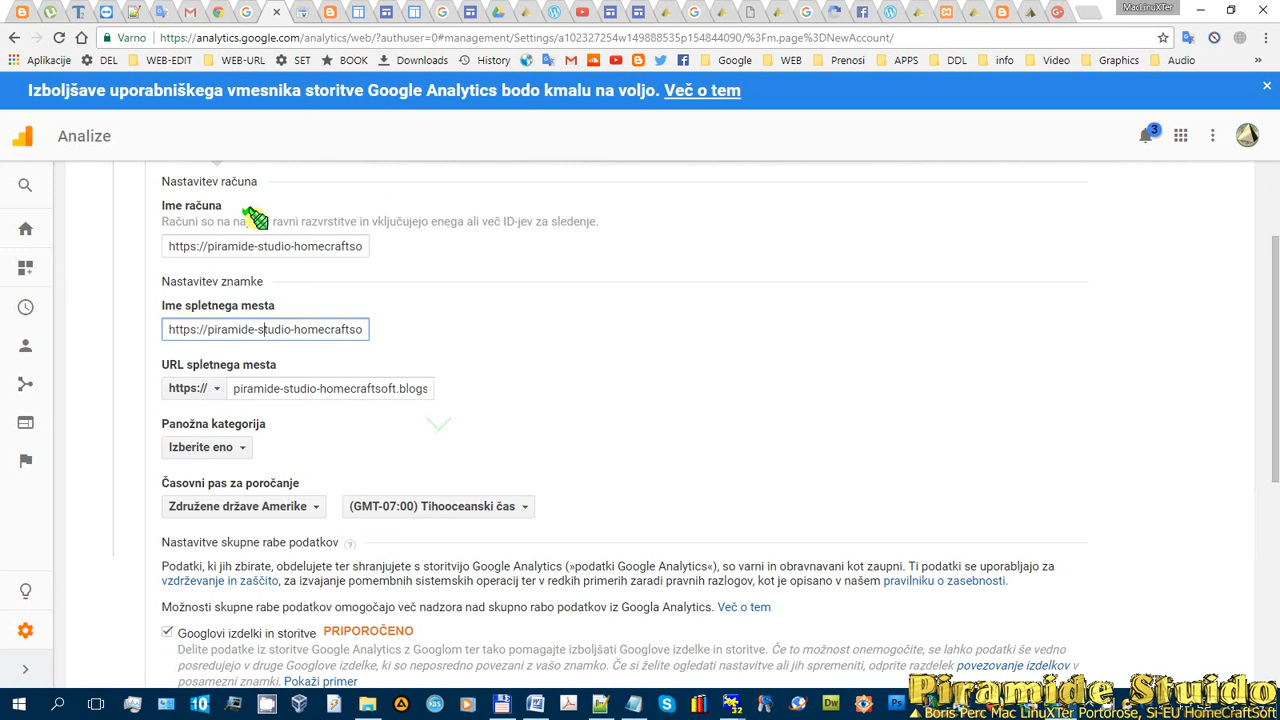 MacLinuXTer
Varno
https://analytics.google.com/analytics/web/?authuser=0#management/Settings/a102327254w149888535p154844090/%3Fm.page%3DNewAccount/
Aplikacije DEL WEB-EDIT WEB-URL SET BOOK Downloads History Google WEB Prenosi APPS DDL info Video Graphics Audio »
Izboljšave uporabniškega vmesnika storitve Google Analytics bodo kmalu na voljo. Več o tem
Analize
3
Nastavitev računa
Ime računa
Računi so na ravni razvrstitve in vključujejo enega ali več ID-jev za sledenje.
https://piramide-studio-homecraftso
Nastavitev znamke
Ime spletnega mesta
https://piramide-studio-homecraftso
URL spletnega mesta
https:// piramide-studio-homecraftsoft.blogs
Panožna kategorija
Izberite eno
Časovni pas za poročanje
Združene države Amerike (GMT-07:00) Tihooceanski čas
Nastavitve skupne rabe podatkov ?
Podatki, ki jih zbirate, obdelujete ter shranjujete s storitvijo Google Analytics (»podatki Google Analytics«), so varni in obravnavani kot zaupni. Ti podatki se uporabljajo za
vzdrževanje in zaščito, za izvajanje pomembnih sistemskih operacij ter v redkih primerih zaradi pravnih razlogov, kot je opisano v našem pravilniku o zasebnosti.
Možnosti skupne rabe podatkov omogočajo več nadzora nad skupno rabo podatkov iz Googla Analytics. Več o tem
Googlovi izdelki in storitve PRIPOROČENO
Delite podatke iz storitve Google Analytics z Googlom ter tako pomagajte izboljšati Googlove izdelke in storitve. Če to možnost onemogočite, se lahko podatki še vedno
posredujejo v druge Googlove izdelke, ki so neposredno povezani z vašo znamko. Če si želite ogledati nastavitve ali jih spremeniti, odprite razdelek povezovanje izdelkov v
posamezni znamki. Pokaži primer
Piramide Stuido
▲ Boris Perc Mac LinuXTer Portorose, Si-EU HomeCraftSoft